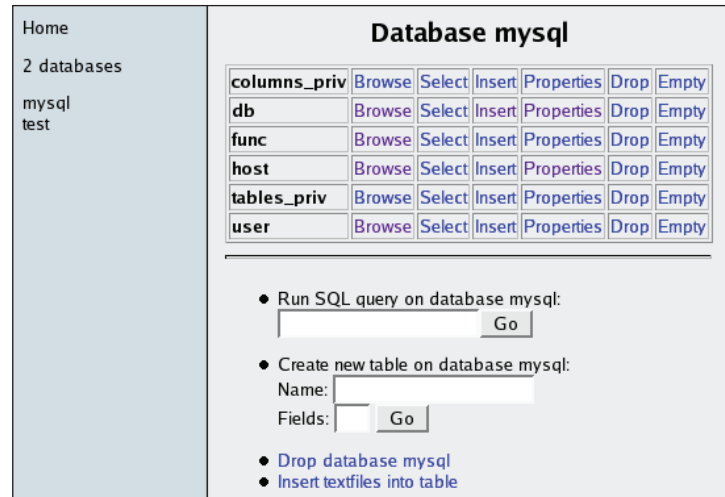 Home
2 databases
mysql
test
Database mysql
columns_priv Browse Select Insert Properties Drop Empty
db Browse Select Insert Properties Drop Empty
func Browse Select Insert Properties Drop Empty
host Browse Select Insert Properties Drop Empty
tables_priv Browse Select Insert Properties Drop Empty
user Browse Select Insert Properties Drop Empty
Run SQL query on database mysql:
Go
Create new table on database mysql:
Name:
Fields: Go
Drop database mysql
Insert textfiles into table